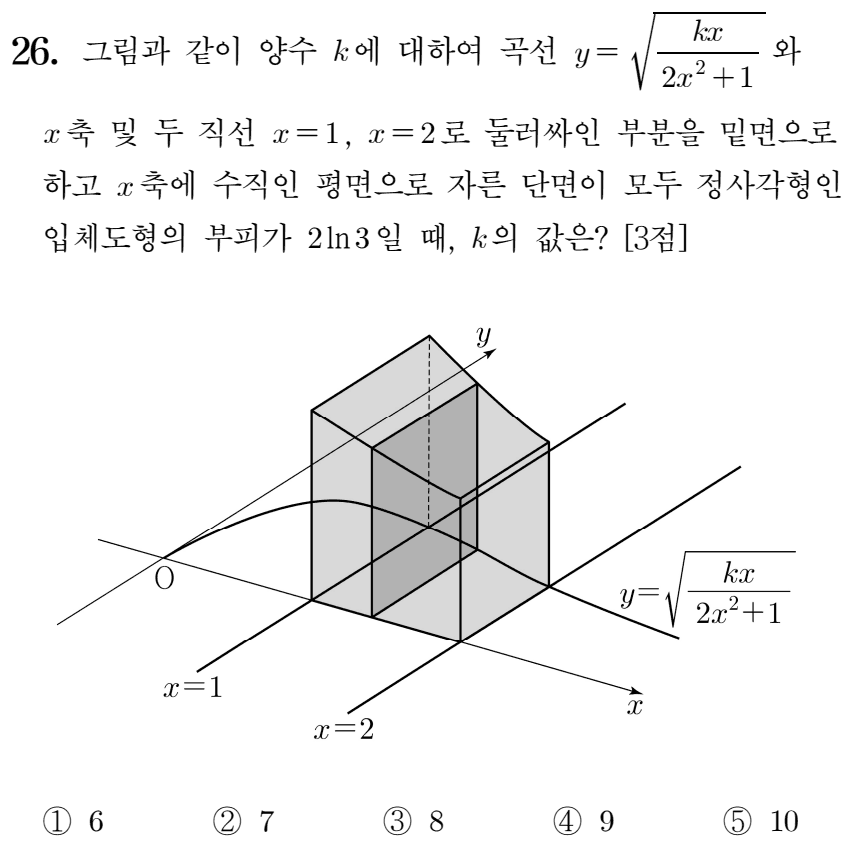 26. 그림과 같이 양수 k에 대하여 곡선 y=√(kx/(2x²+1)) 와
x축 및 두 직선 x=1, x=2로 둘러싸인 부분을 밑면으로
하고 x축에 수직인 평면으로 자른 단면이 모두 정사각형인
입체도형의 부피가 2ln3일 때, k의 값은? [3점]
y
O
y=√(kx/(2x²+1))
x=1
x
x=2
① 6 ② 7 ③ 8 ④ 9 ⑤ 10